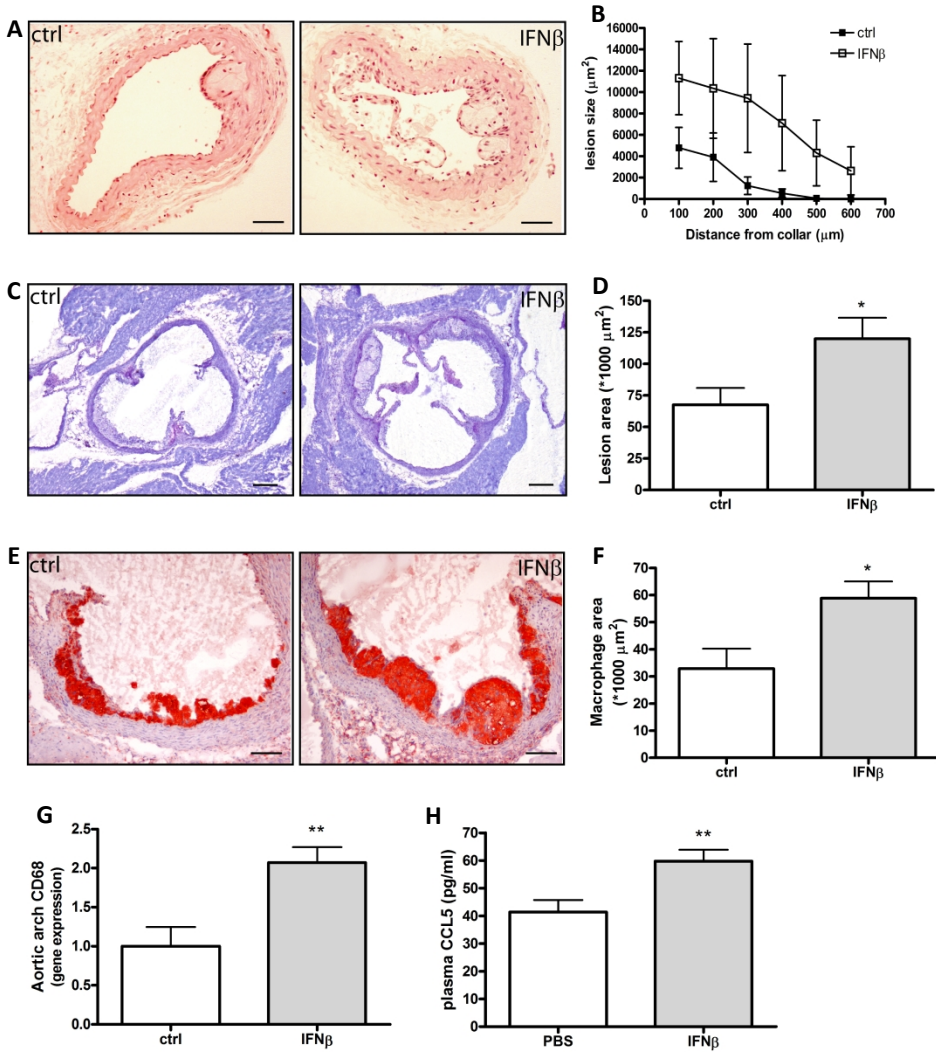 A
ctrl
IFNβ
B
lesion size (μm²)
16000
14000
12000
10000
8000
6000
4000
2000
0
0 100 200 300 400 500 600 700
Distance from collar (μm)
ctrl
IFNβ
C
ctrl
IFNβ
D
Lesion area (*1000 μm²)
150
125
100
75
50
25
0
*
ctrl IFNβ
E
ctrl
IFNβ
F
Macrophage area
(*1000 μm²)
70
60
50
40
30
20
10
0
*
ctrl IFNβ
G
Aortic arch CD68
(gene expression)
2.5
2.0
1.5
1.0
0.5
0.0
**
ctrl IFNβ
H
plasma CCL5 (pg/ml)
70
60
50
40
30
20
10
0
**
PBS IFNβ